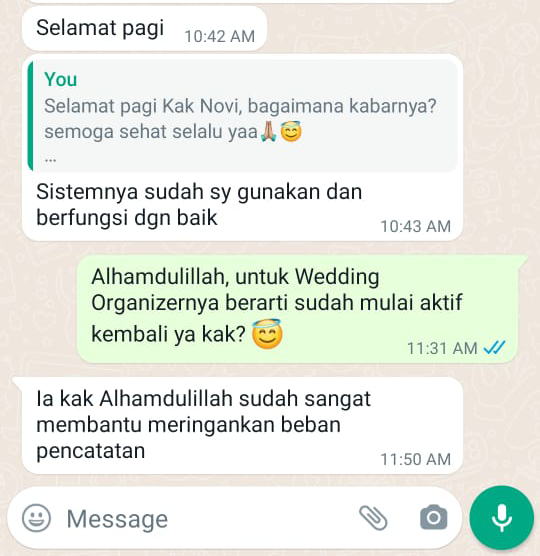 Selamat pagi 10:42 AM
You
Selamat pagi Kak Novi, bagaimana kabarnya?
semoga sehat selalu yaa🙏🏽😇
...
Sistemnya sudah sy gunakan dan
berfungsi dgn baik
10:43 AM
Alhamdulillah, untuk Wedding
Organizernya berarti sudah mulai aktif
kembali ya kak? 😇
11:31 AM
Ia kak Alhamdulillah sudah sangat
membantu meringankan beban
pencatatan
11:50 AM
Message